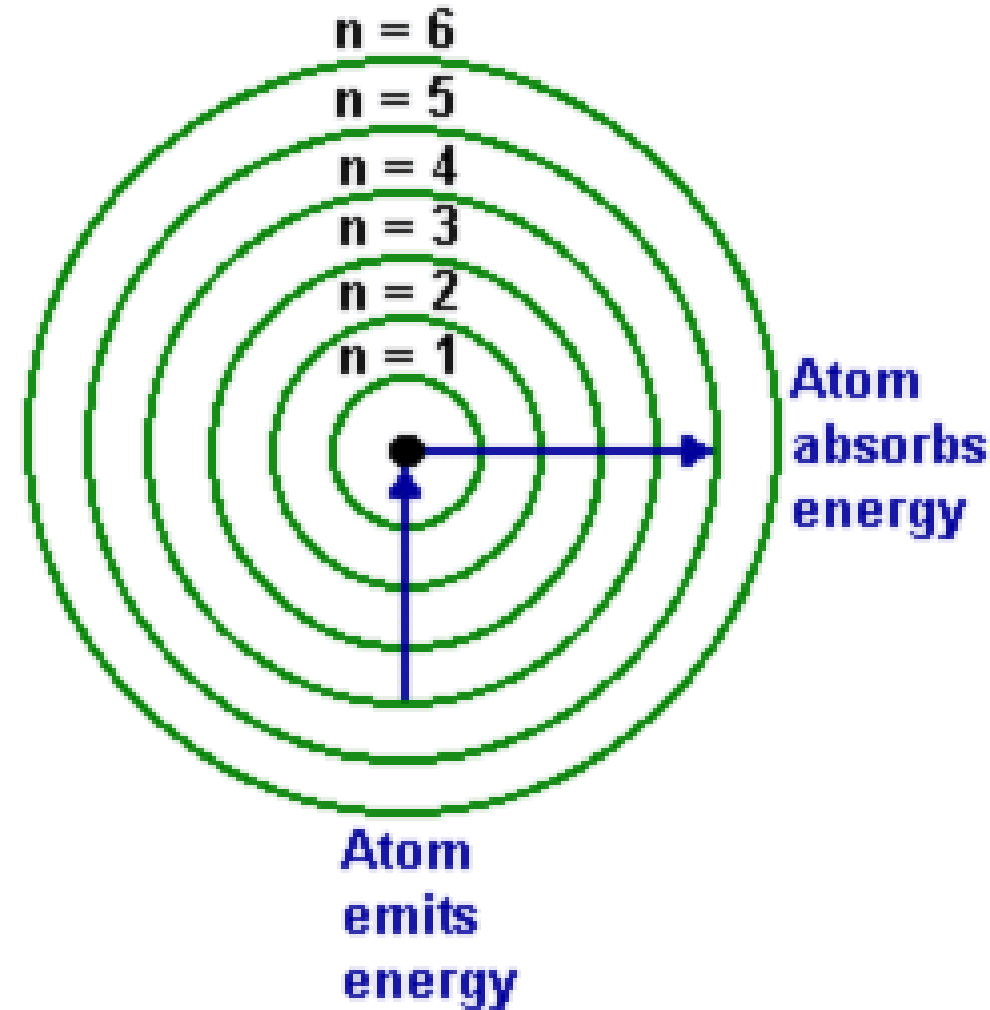 n = 6
n = 5
n = 4
n = 3
n = 2
n = 1
Atom
absorbs
energy
Atom
emits
energy